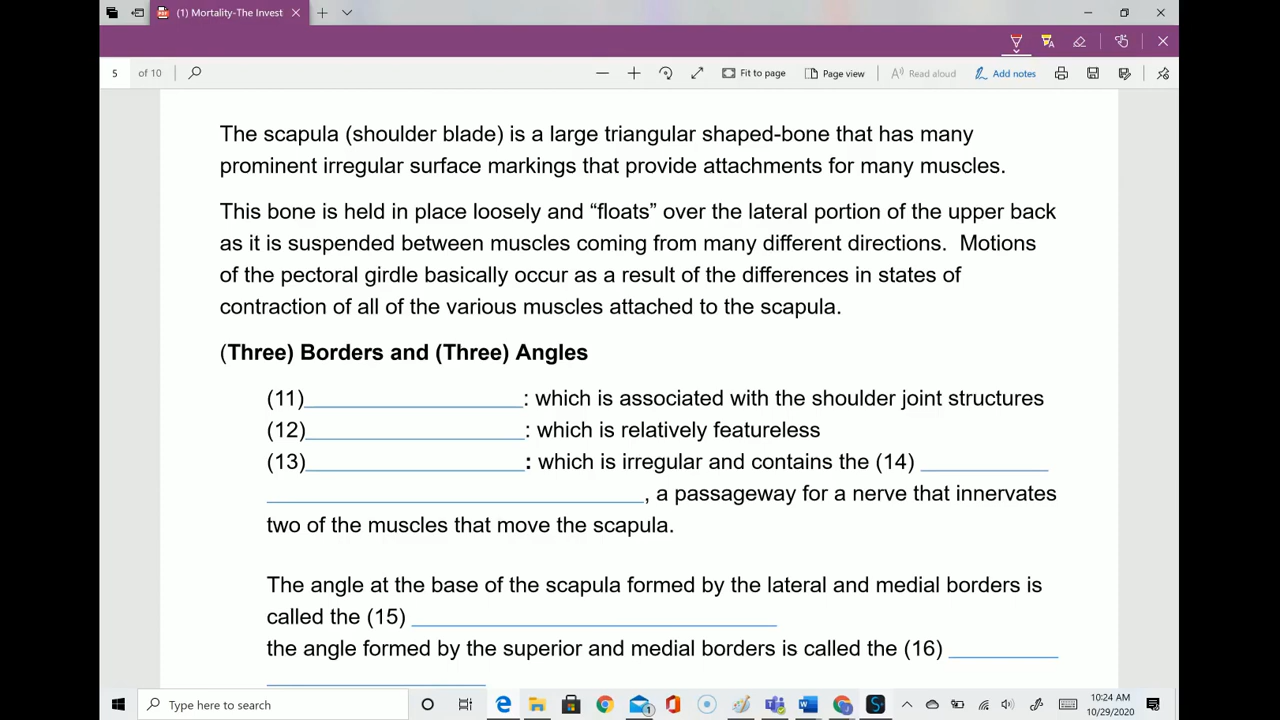 (1) Mortality-The Invest
5 of 10 Fit to page Page view Read aloud Add notes
The scapula (shoulder blade) is a large triangular shaped-bone that has many
prominent irregular surface markings that provide attachments for many muscles.
This bone is held in place loosely and “floats” over the lateral portion of the upper back
as it is suspended between muscles coming from many different directions.  Motions
of the pectoral girdle basically occur as a result of the differences in states of
contraction of all of the various muscles attached to the scapula.
(Three) Borders and (Three) Angles
(11)__________________: which is associated with the shoulder joint structures
(12)__________________: which is relatively featureless
(13)__________________: which is irregular and contains the (14) __________
_______________________________, a passageway for a nerve that innervates
two of the muscles that move the scapula.
The angle at the base of the scapula formed by the lateral and medial borders is
called the (15) ______________________________
the angle formed by the superior and medial borders is called the (16) _________
__________________
Type here to search
10:24 AM
10/29/2020